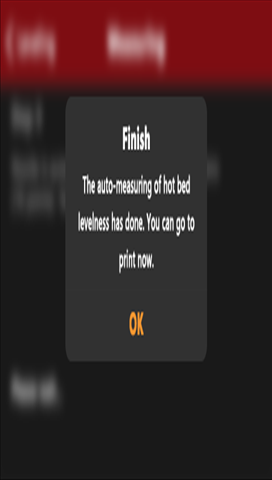 Finish
The auto-measuring of hot bed
levelness has done. You can go to
print now.
OK